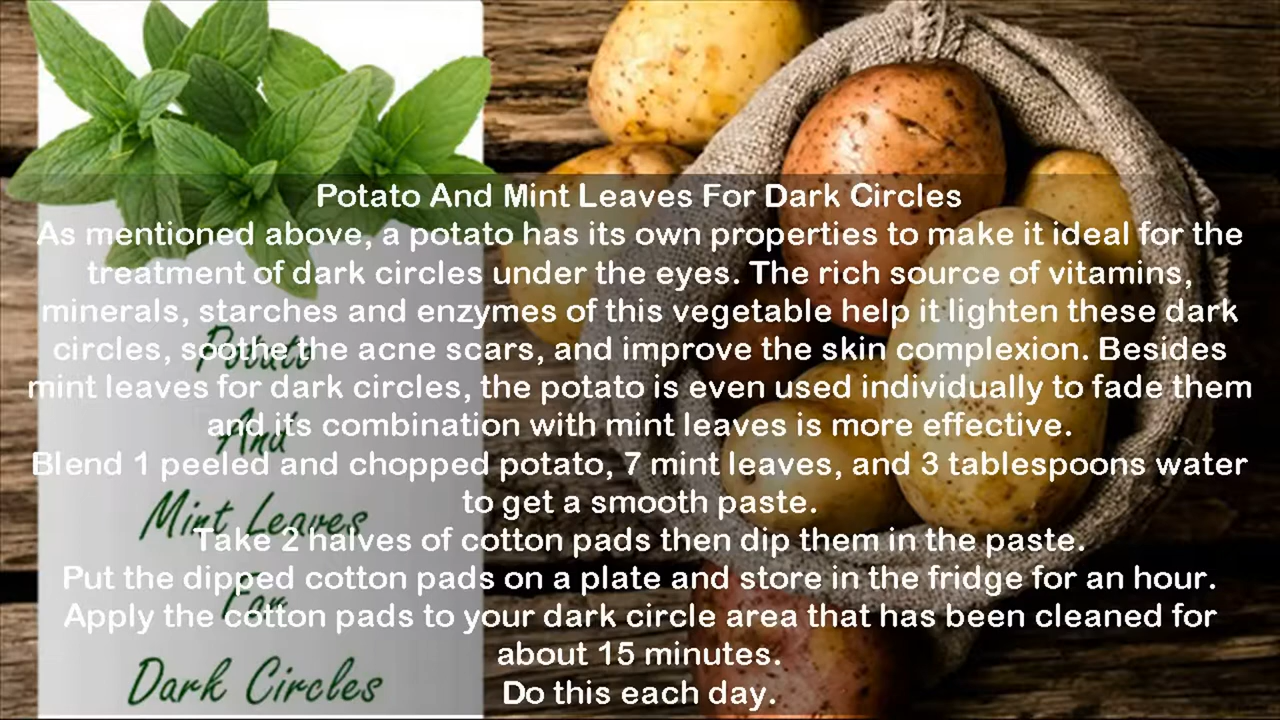 Potato And Mint Leaves For Dark Circles
As mentioned above, a potato has its own properties to make it ideal for the
treatment of dark circles under the eyes. The rich source of vitamins,
minerals, starches and enzymes of this vegetable help it lighten these dark
circles, soothe the acne scars, and improve the skin complexion. Besides
mint leaves for dark circles, the potato is even used individually to fade them
and its combination with mint leaves is more effective.
Blend 1 peeled and chopped potato, 7 mint leaves, and 3 tablespoons water
to get a smooth paste.
Take 2 halves of cotton pads then dip them in the paste.
Put the dipped cotton pads on a plate and store in the fridge for an hour.
Apply the cotton pads to your dark circle area that has been cleaned for
about 15 minutes.
Do this each day.
Potato
And
Mint Leaves
For
Dark Circles